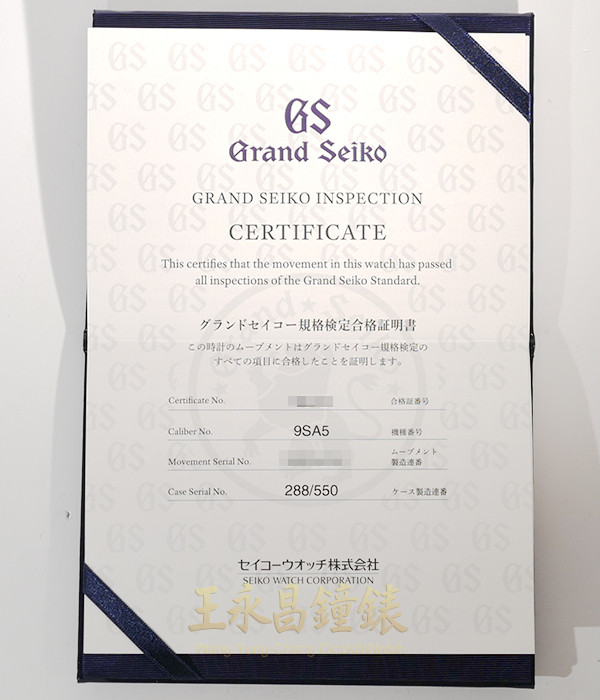 GS
Grand Seiko
GRAND SEIKO INSPECTION
CERTIFICATE
This certifies that the movement in this watch has passed
all inspections of the Grand Seiko Standard.
グランドセイコー規格検定合格証明書
この時計のムーブメントはグランドセイコー規格検定の
すべての項目に合格したことを証明します。
Certificate No. 合格証番号
Caliber No. 9SA5 機種番号
Movement Serial No. ムーブメント
製造連番
Case Serial No. 288/550 ケース製造連番
セイコーウオッチ株式会社
SEIKO WATCH CORPORATION
王永昌鐘錶